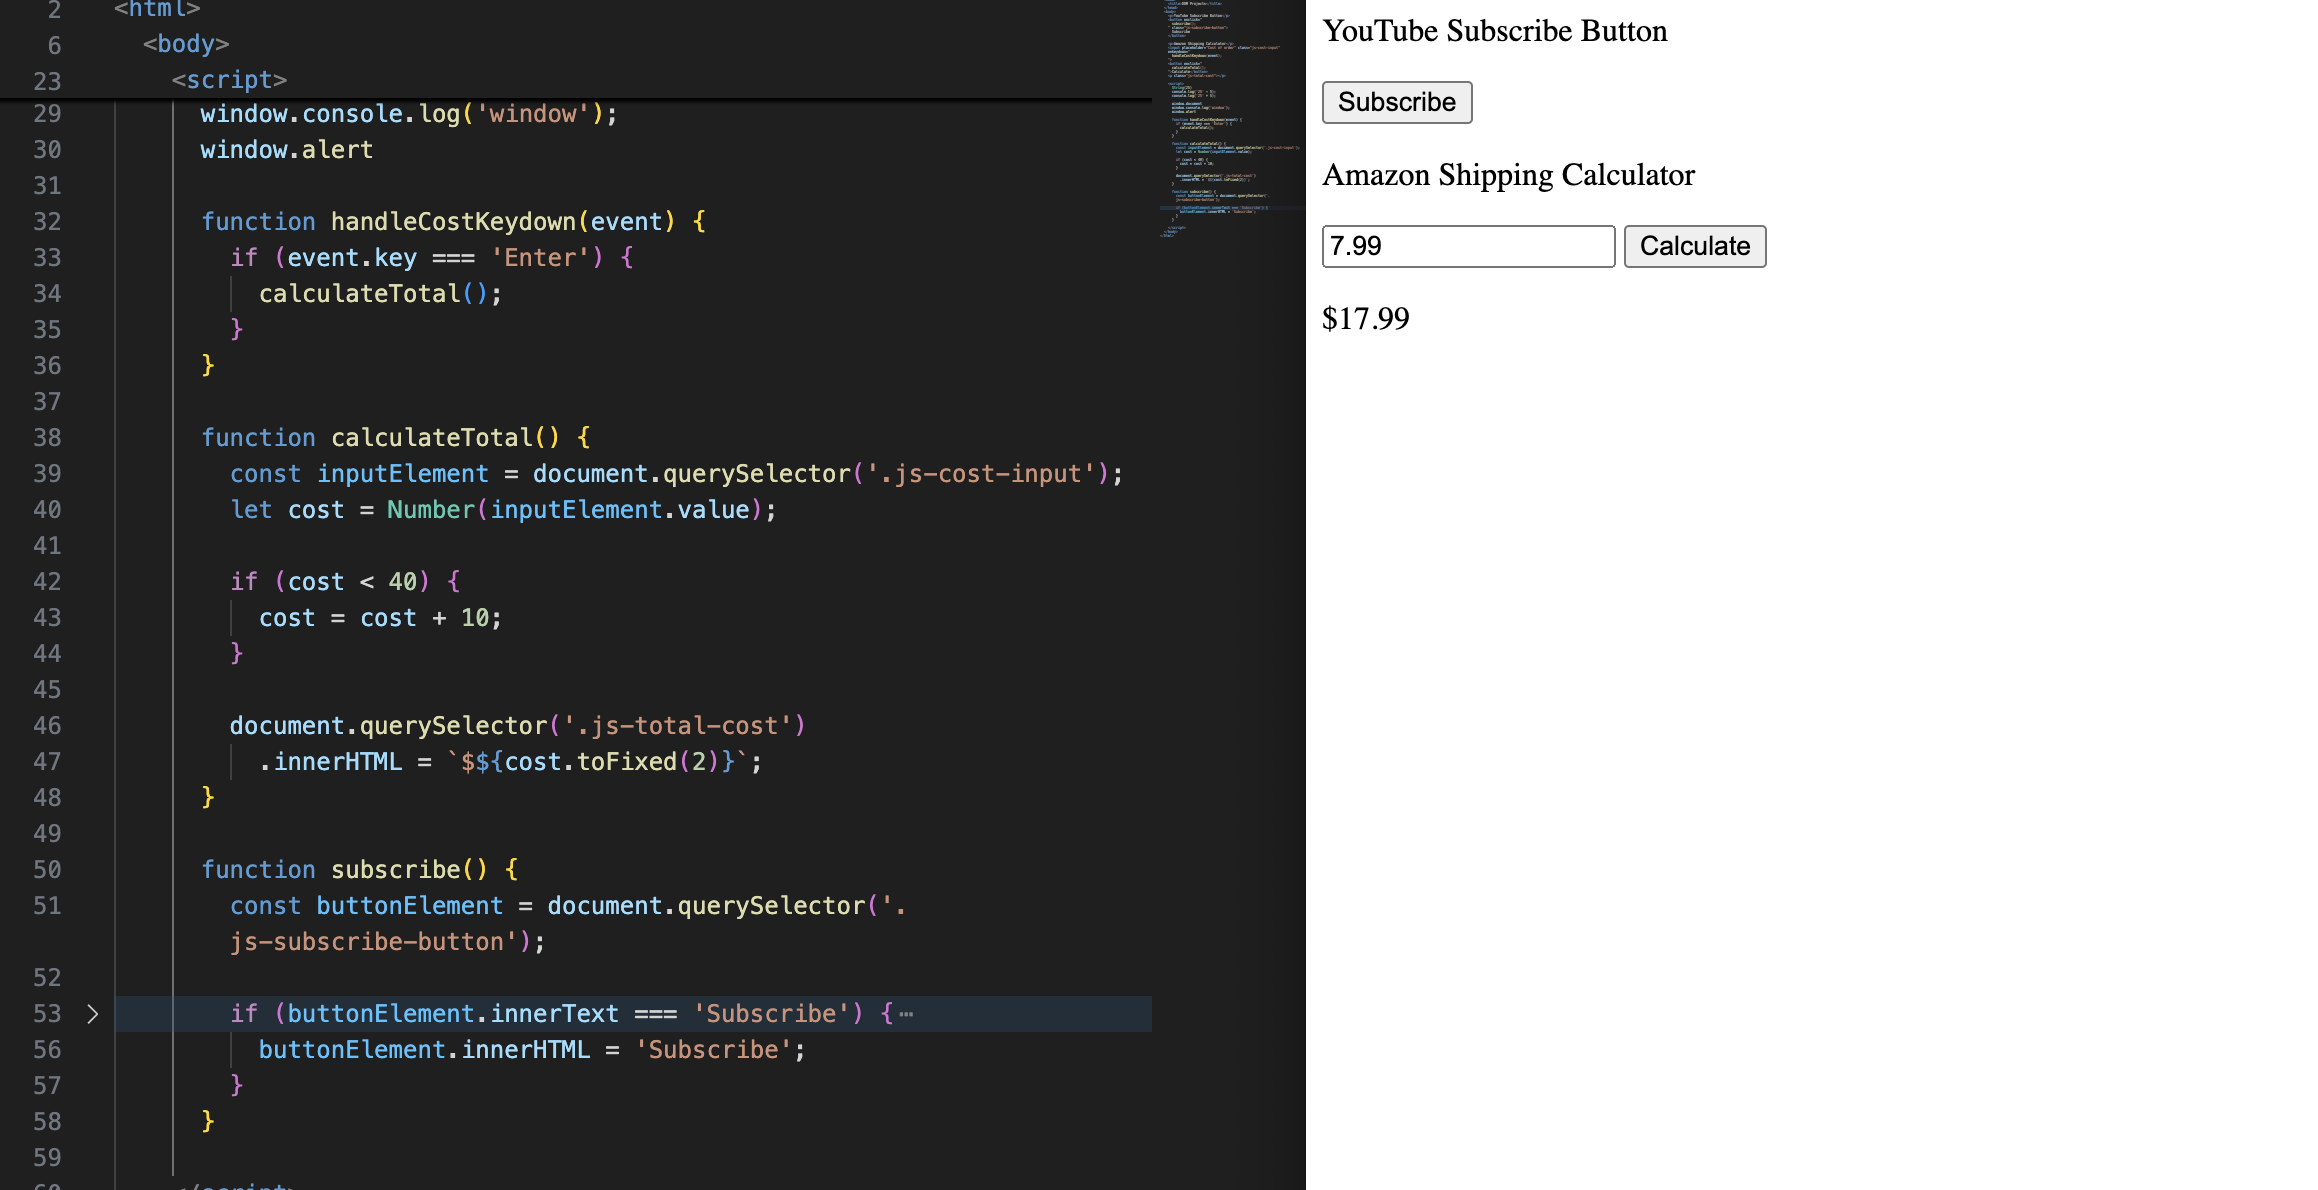 2 <html>
6 <body>
23 <script>
29 window.console.log('window');
30 window.alert
31
32 function handleCostKeydown(event) {
33 if (event.key === 'Enter') {
34 calculateTotal();
35 }
36 }
37
38 function calculateTotal() {
39 const inputElement = document.querySelector('.js-cost-input');
40 let cost = Number(inputElement.value);
41
42 if (cost < 40) {
43 cost = cost + 10;
44 }
45
46 document.querySelector('.js-total-cost')
47 .innerHTML = `$${cost.toFixed(2)}`;
48 }
49
50 function subscribe() {
51 const buttonElement = document.querySelector('.
js-subscribe-button');
52
53 if (buttonElement.innerText === 'Subscribe') {⋯
56 buttonElement.innerHTML = 'Subscribe';
57 }
58 }
59
YouTube Subscribe Button
Subscribe
Amazon Shipping Calculator
7.99 Calculate
$17.99